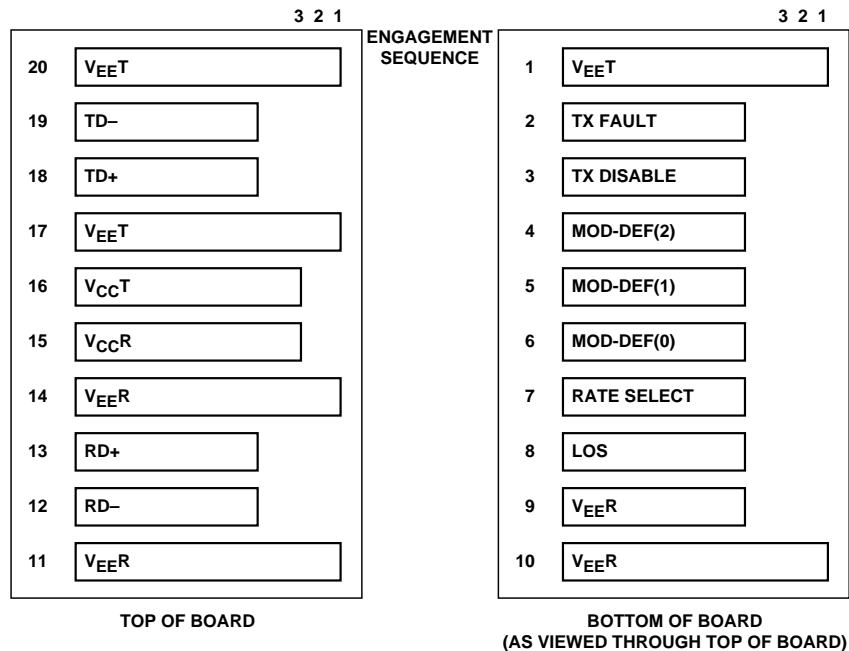 3 2 1
ENGAGEMENT
SEQUENCE
3 2 1
20 VEET
19 TD–
18 TD+
17 VEET
16 VCCT
15 VCCR
14 VEER
13 RD+
12 RD–
11 VEER
TOP OF BOARD
1 VEET
2 TX FAULT
3 TX DISABLE
4 MOD-DEF(2)
5 MOD-DEF(1)
6 MOD-DEF(0)
7 RATE SELECT
8 LOS
9 VEER
10 VEER
BOTTOM OF BOARD
(AS VIEWED THROUGH TOP OF BOARD)